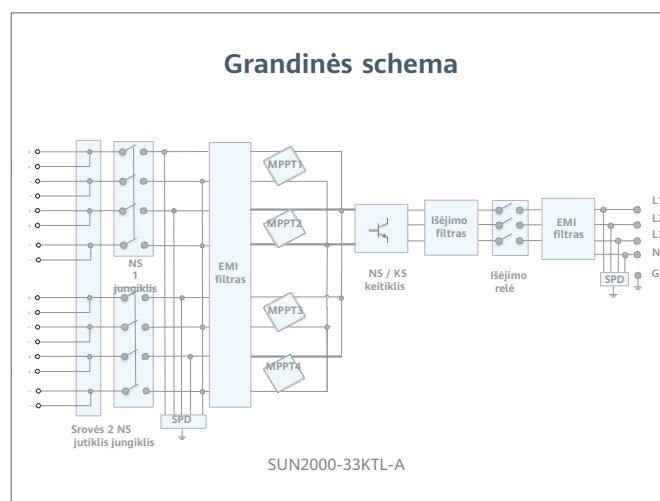 Grandinės schema
MPPT1
MPPT2
MPPT3
MPPT4
NS
1
jungiklis
EMI
filtras
NS / KS
keitiklis
Išėjimo
filtras
Išėjimo
relė
EMI
filtras
L1
L2
L3
N
G
SPD
SPD
Srovės 2 NS
jutiklis jungiklis
SUN2000-33KTL-A